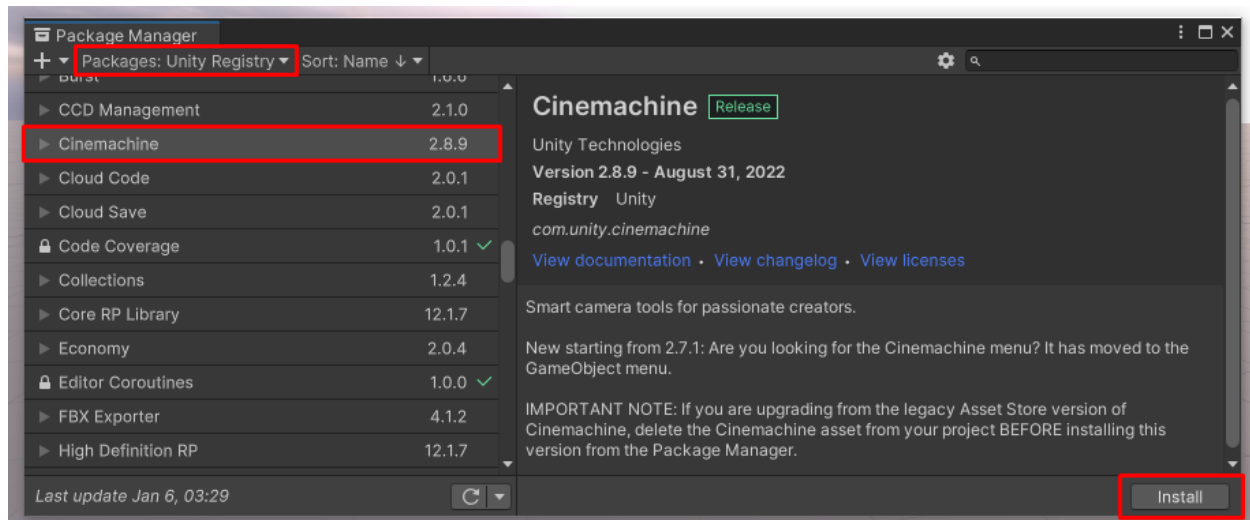 Package Manager
Packages: Unity Registry Sort: Name ↓
Burst 1.6.6
CCD Management 2.1.0
Cinemachine 2.8.9
Cloud Code 2.0.1
Cloud Save 2.0.1
Code Coverage 1.0.1
Collections 1.2.4
Core RP Library 12.1.7
Economy 2.0.4
Editor Coroutines 1.0.0
FBX Exporter 4.1.2
High Definition RP 12.1.7
Last update Jan 6, 03:29
Cinemachine Release
Unity Technologies
Version 2.8.9 - August 31, 2022
Registry Unity
com.unity.cinemachine
View documentation • View changelog • View licenses
Smart camera tools for passionate creators.
New starting from 2.7.1: Are you looking for the Cinemachine menu? It has moved to the
GameObject menu.
IMPORTANT NOTE: If you are upgrading from the legacy Asset Store version of
Cinemachine, delete the Cinemachine asset from your project BEFORE installing this
version from the Package Manager.
Install